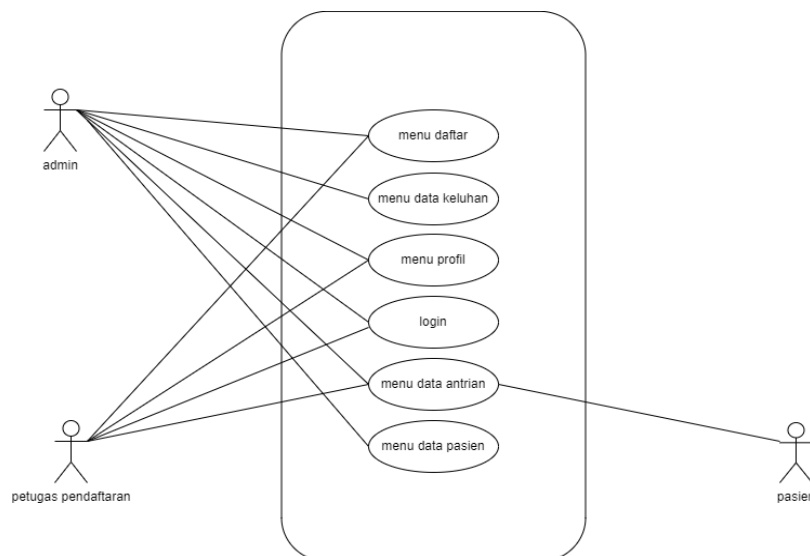 admin
menu daftar
menu data keluhan
menu profil
login
menu data antrian
menu data pasien
petugas pendaftaran
pasien